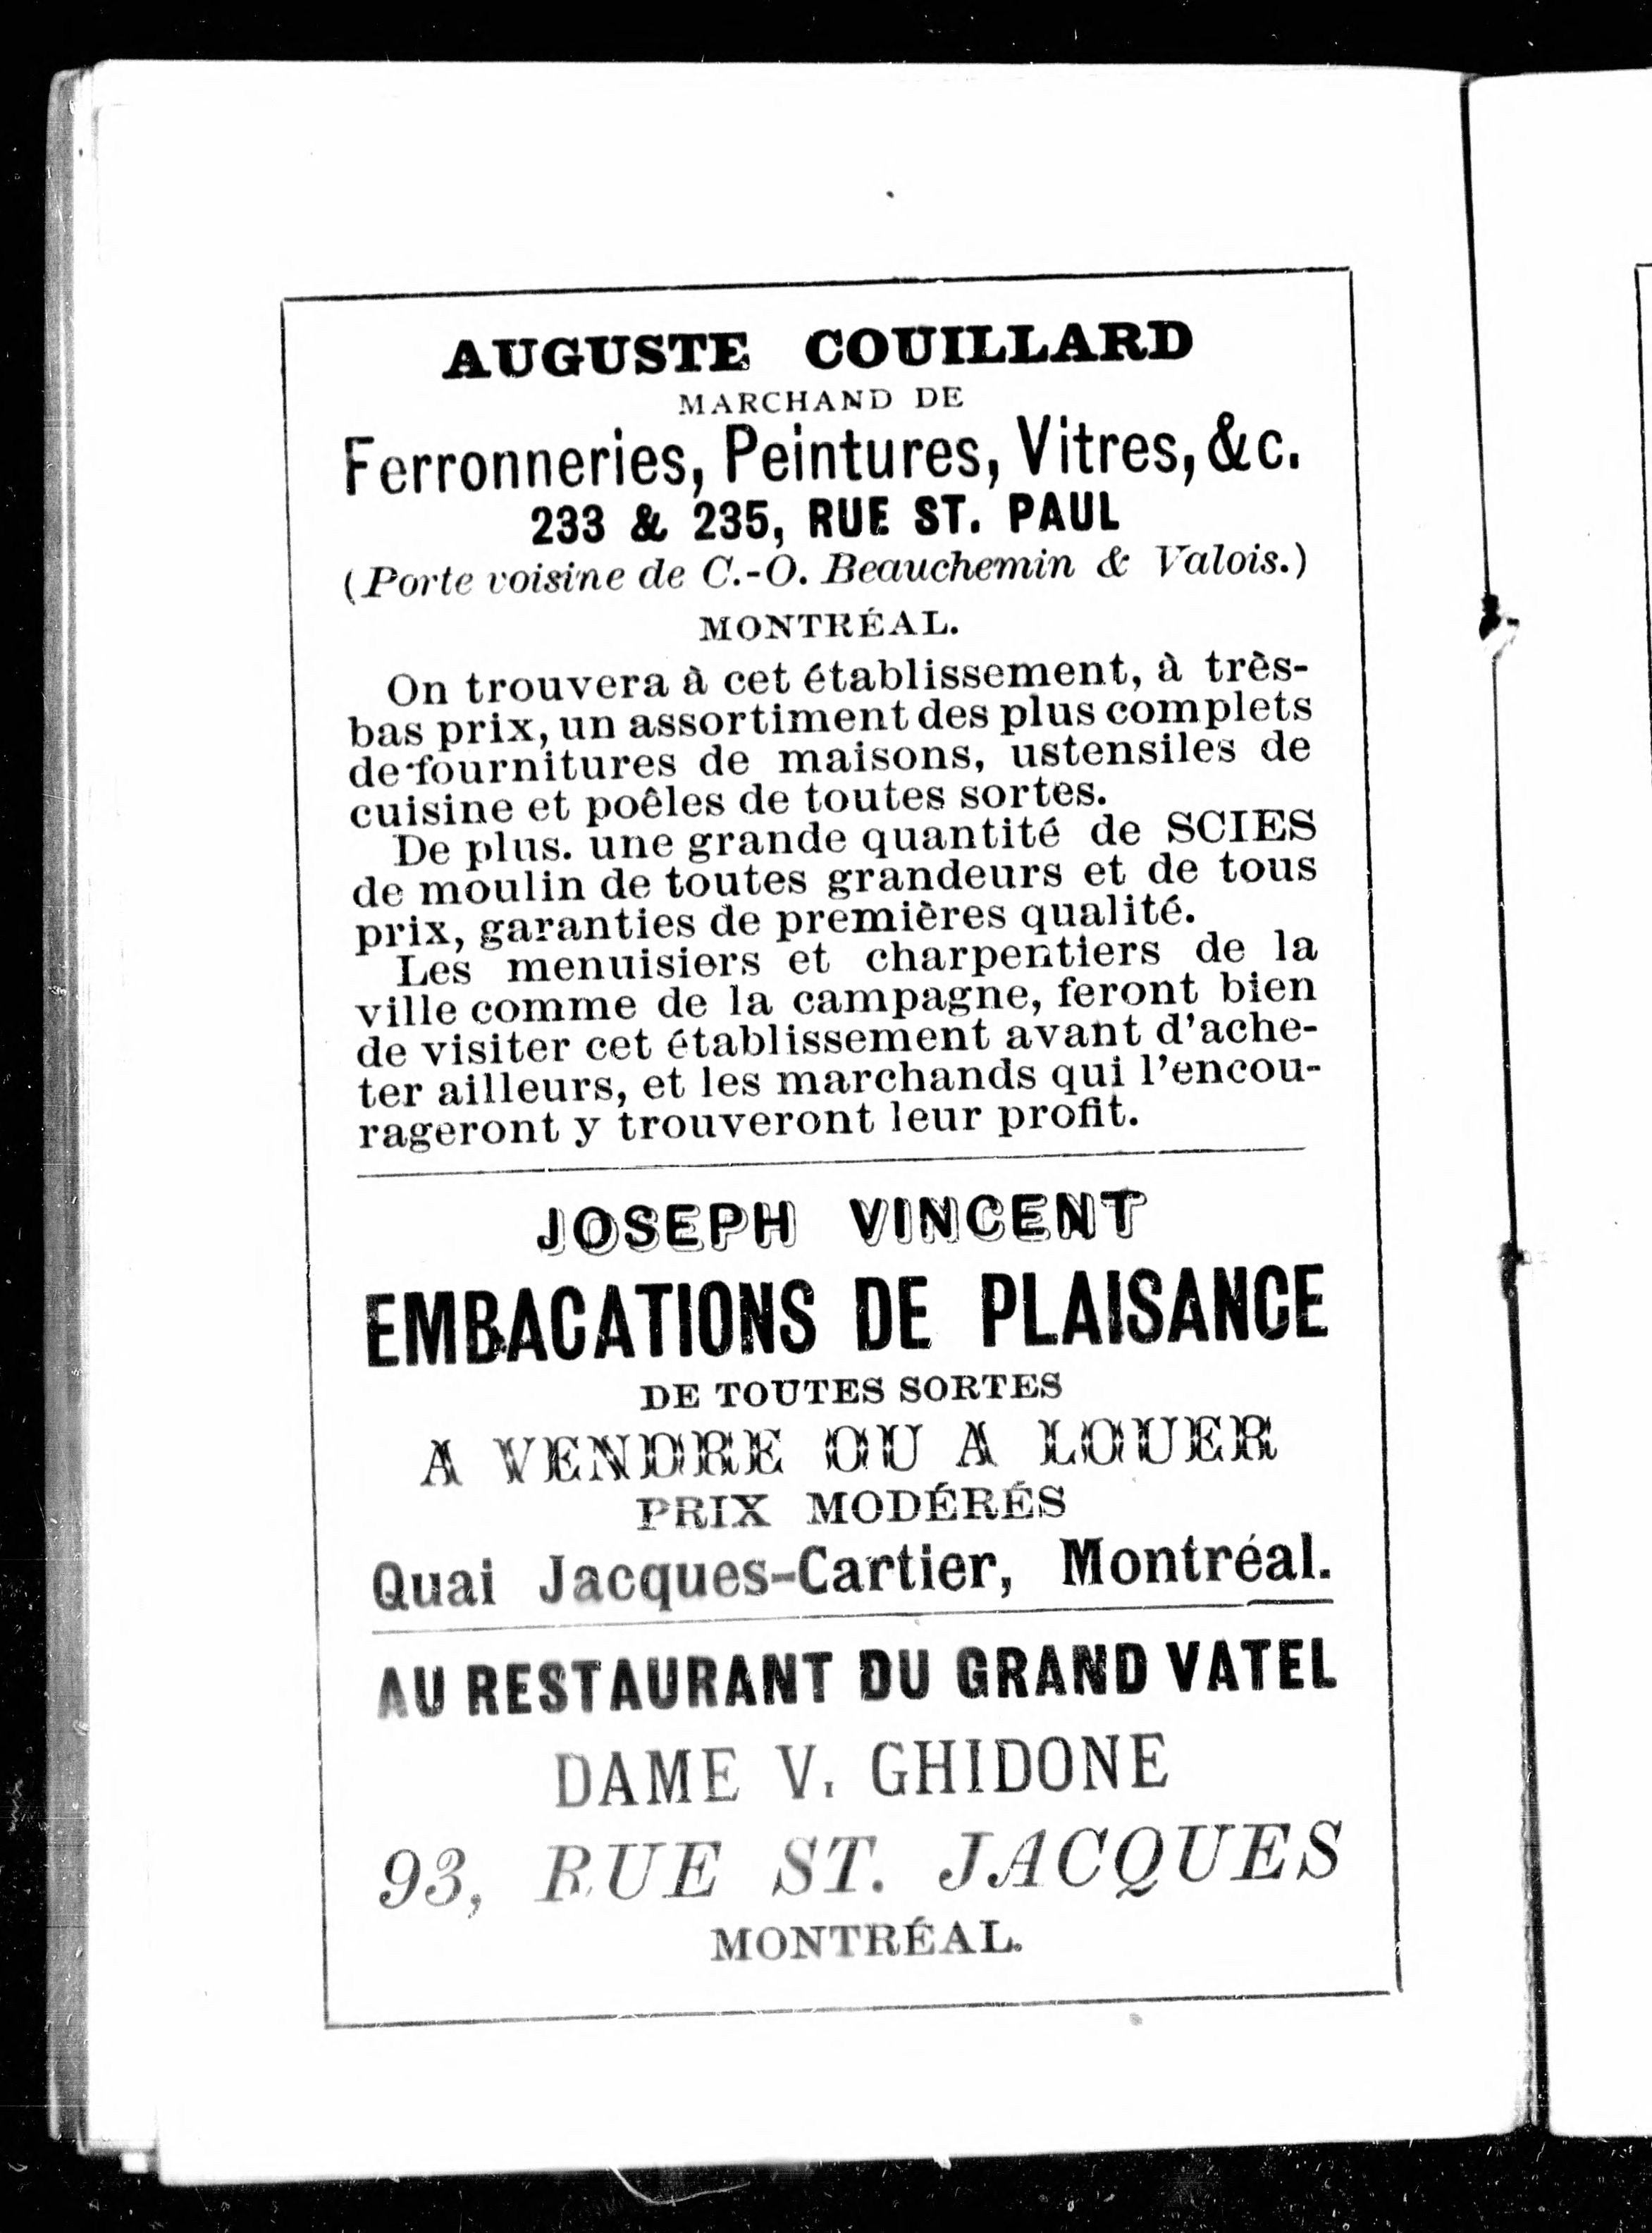 AUGUSTE COUILLARD
MARCHAND DE
Ferronneries, Peintures, Vitres, &c.
233 & 235, RUE ST. PAUL
(Porte voisine de C.-O. Beauchemin & Valois.)
MONTRÉAL.
On trouvera à cet établissement, à très-
bas prix, un assortiment des plus complets
de fournitures de maisons, ustensiles de
cuisine et poêles de toutes sortes.
De plus. une grande quantité de SCIES
de moulin de toutes grandeurs et de tous
prix, garanties de premières qualité.
Les menuisiers et charpentiers de la
ville comme de la campagne, feront bien
de visiter cet établissement avant d'ache-
ter ailleurs, et les marchands qui l'encou-
rageront y trouveront leur profit.
JOSEPH VINCENT
EMBACATIONS DE PLAISANCE
DE TOUTES SORTES
A VENDRE OU A LOUER
PRIX MODÉRÉS
Quai Jacques-Cartier, Montréal.
AU RESTAURANT DU GRAND VATEL
DAME V. GHIDONE
93, RUE ST. JACQUES
MONTRÉAL.